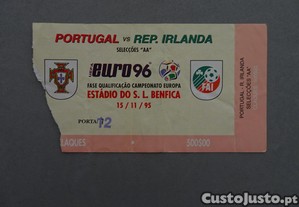 PORTUGAL vs REP. IRLANDA
SELECÇÕES "AA"
euro96
FASE QUALIFICAÇÃO CAMPEONATO EUROPA
ESTÁDIO DO S. L. BENFICA
15 / 11 / 95
FAI
PORTA 12
LAQUES
500$00
PORTUGAL - R. IRLANDA
SELECÇÕES "AA"
CustoJusto.pt